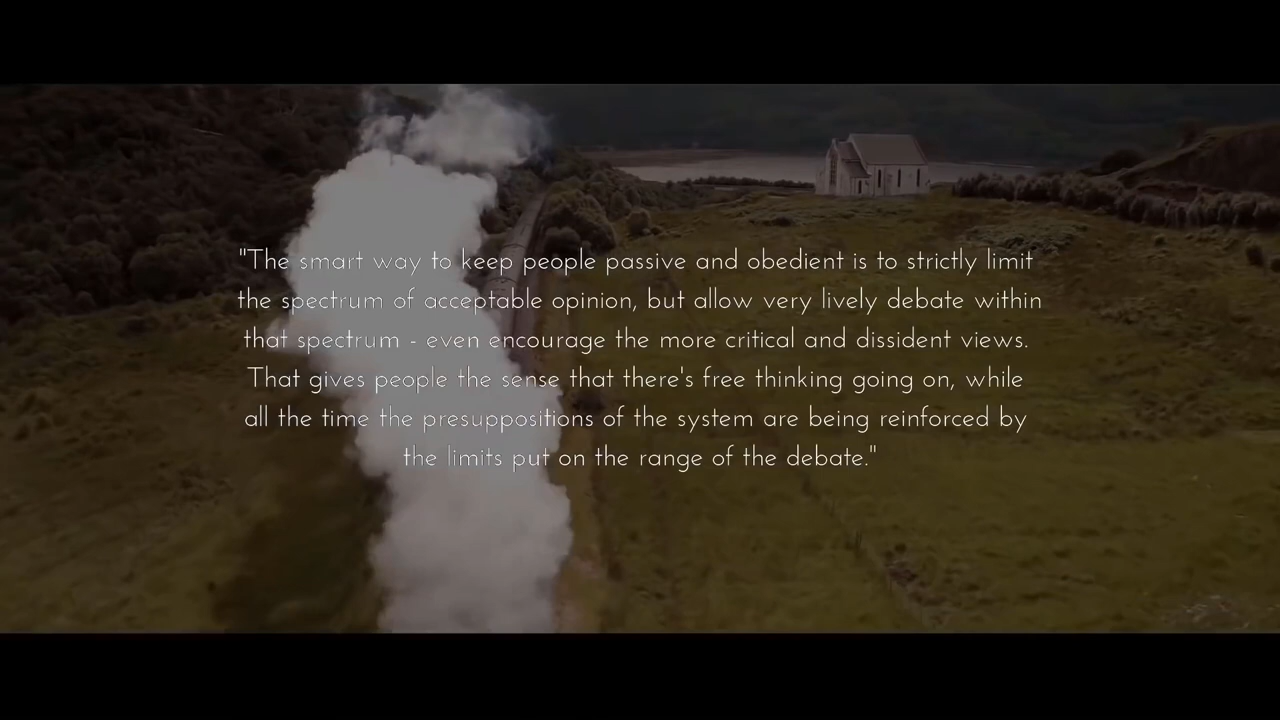 "The smart way to keep people passive and obedient is to strictly limit
the spectrum of acceptable opinion, but allow very lively debate within
that spectrum - even encourage the more critical and dissident views.
That gives people the sense that there's free thinking going on, while
all the time the presuppositions of the system are being reinforced by
the limits put on the range of the debate."